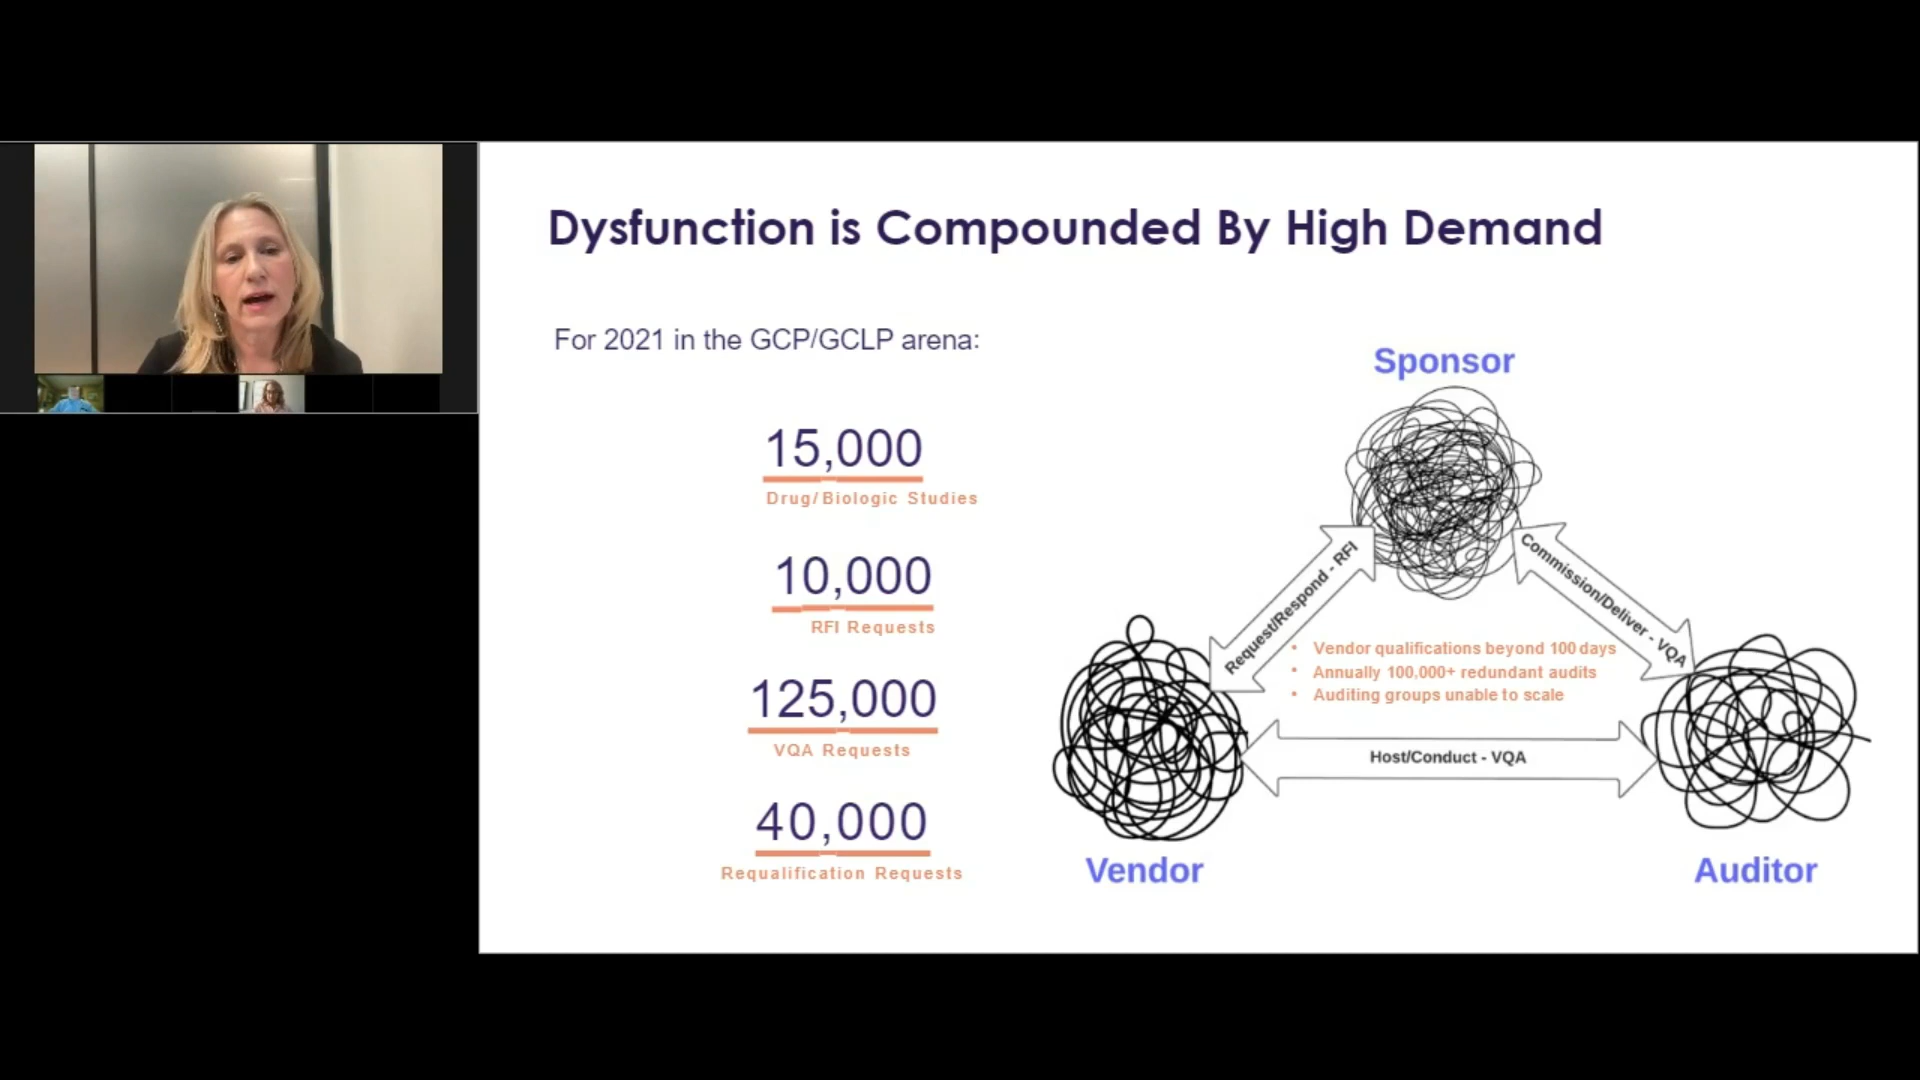 Dysfunction is Compounded By High Demand
For 2021 in the GCP/GCLP arena:
15,000
Drug/Biologic Studies
10,000
RFI Requests
125,000
VQA Requests
40,000
Requalification Requests
Sponsor
Request/Respond - RFI
Commission/Deliver - VQA
• Vendor qualifications beyond 100 days
• Annually 100,000+ redundant audits
• Auditing groups unable to scale
Host/Conduct - VQA
Vendor
Auditor